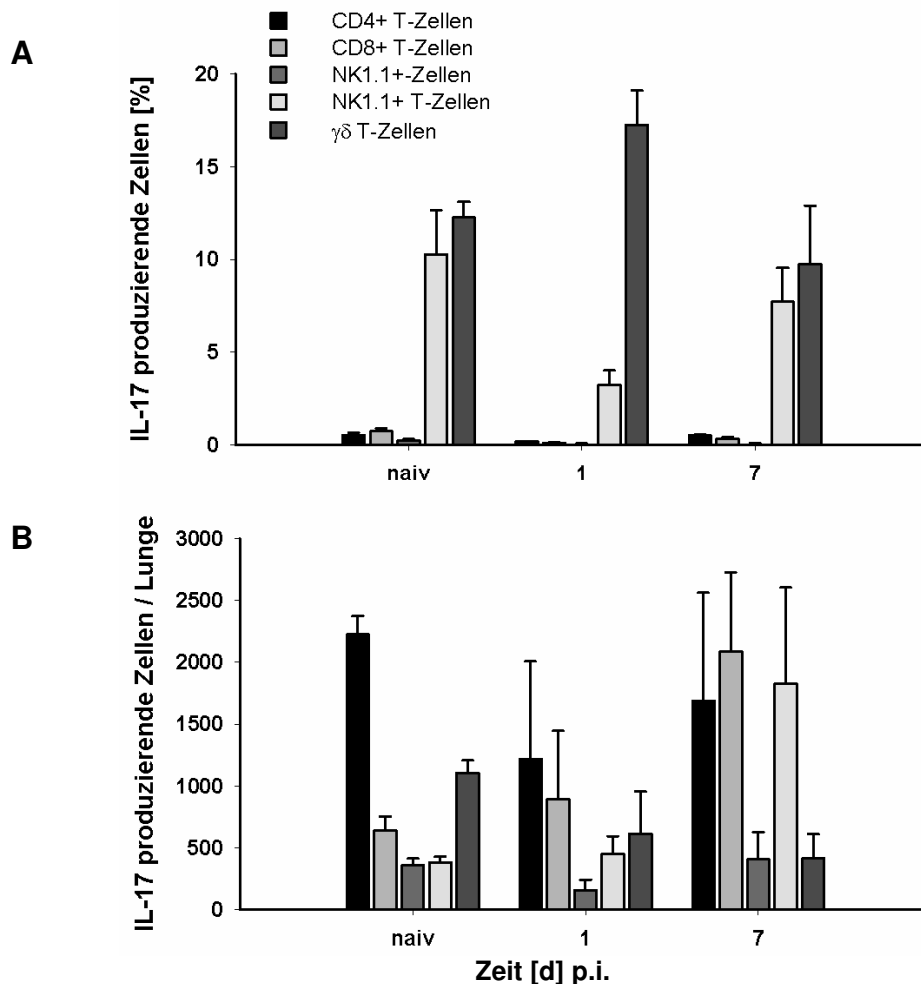 A
CD4+ T-Zellen
CD8+ T-Zellen
NK1.1+-Zellen
NK1.1+ T-Zellen
γδ T-Zellen
IL-17 produzierende Zellen [%]
20
15
10
5
0
naiv 1 7
B
IL-17 produzierende Zellen / Lunge
3000
2500
2000
1500
1000
500
0
naiv 1 7
Zeit [d] p.i.